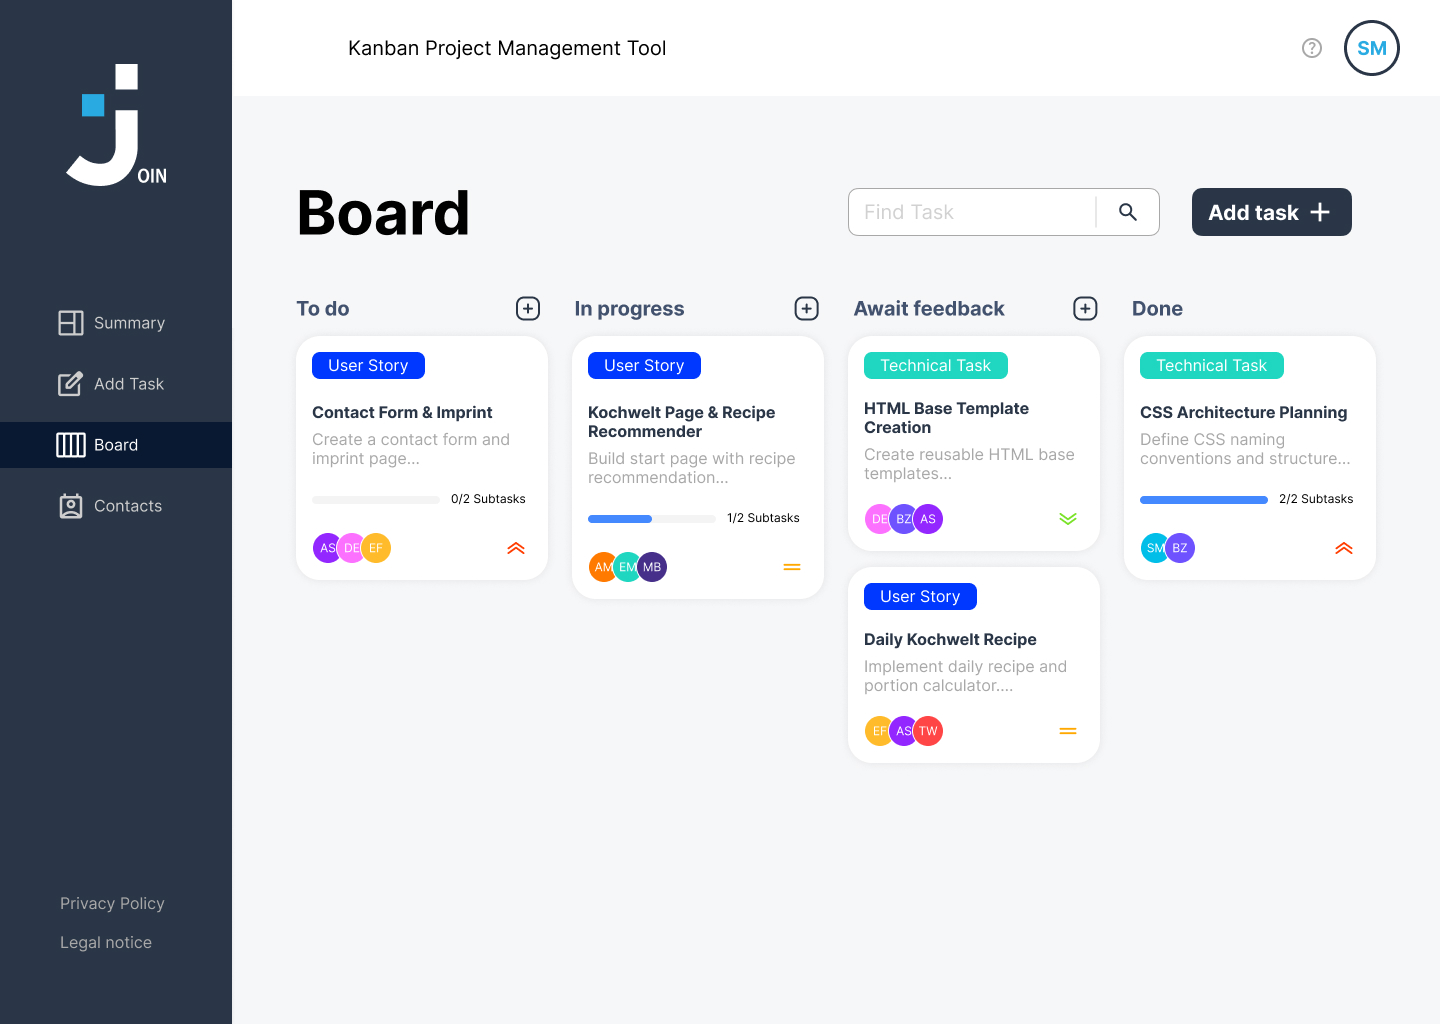 OIN
Summary
Add Task
Board
Contacts
Privacy Policy
Legal notice
Kanban Project Management Tool
SM
Board
Find Task
Add task
To do
User Story
Contact Form & Imprint
Create a contact form and
imprint page...
0/2 Subtasks
AS DE EF
In progress
User Story
Kochwelt Page & Recipe
Recommender
Build start page with recipe
recommendation...
1/2 Subtasks
AM EM MB
Await feedback
Technical Task
HTML Base Template
Creation
Create reusable HTML base
templates...
DE BZ AS
User Story
Daily Kochwelt Recipe
Implement daily recipe and
portion calculator....
EF AS TW
Done
Technical Task
CSS Architecture Planning
Define CSS naming
conventions and structure...
2/2 Subtasks
SM BZ